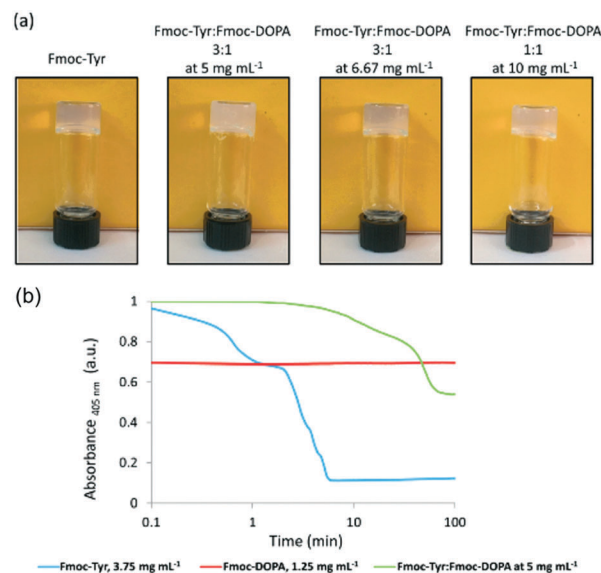 (a)
Fmoc-Tyr
Fmoc-Tyr:Fmoc-DOPA
3:1
at 5 mg mL⁻¹
Fmoc-Tyr:Fmoc-DOPA
3:1
at 6.67 mg mL⁻¹
Fmoc-Tyr:Fmoc-DOPA
1:1
at 10 mg mL⁻¹
(b)
Absorbance 405 nm (a.u.)
1
0.8
0.6
0.4
0.2
0
0.1
1
10
100
Time (min)
Fmoc-Tyr, 3.75 mg mL⁻¹
Fmoc-DOPA, 1.25 mg mL⁻¹
Fmoc-Tyr:Fmoc-DOPA at 5 mg mL⁻¹